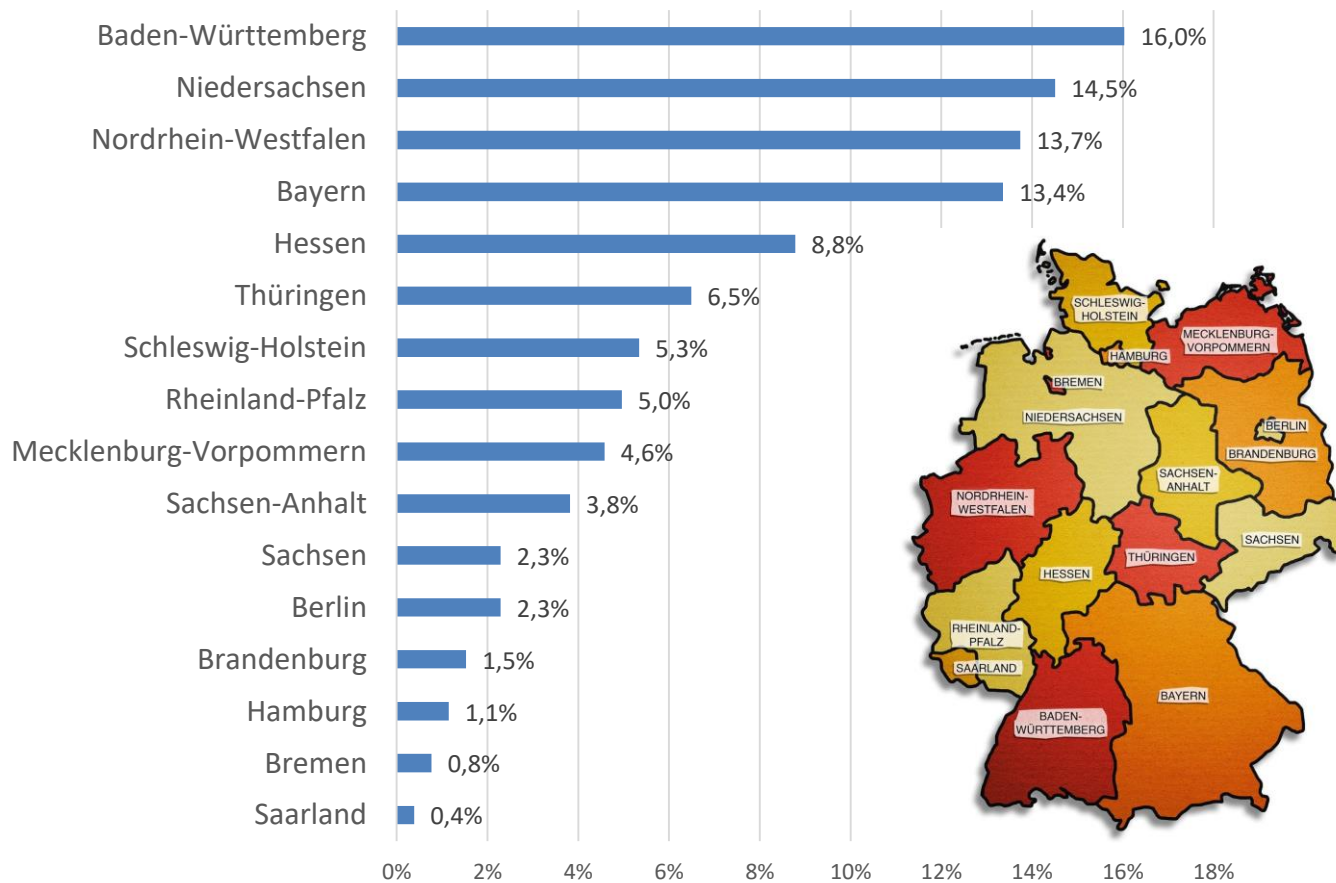 Baden-Württemberg 16,0%
Niedersachsen 14,5%
Nordrhein-Westfalen 13,7%
Bayern 13,4%
Hessen 8,8%
Thüringen 6,5%
Schleswig-Holstein 5,3%
Rheinland-Pfalz 5,0%
Mecklenburg-Vorpommern 4,6%
Sachsen-Anhalt 3,8%
Sachsen 2,3%
Berlin 2,3%
Brandenburg 1,5%
Hamburg 1,1%
Bremen 0,8%
Saarland 0,4%
0% 2% 4% 6% 8% 10% 12% 14% 16% 18%
SCHLESWIG-
HOLSTEIN
MECKLENBURG-
VORPOMMERN
HAMBURG
BREMEN
NIEDERSACHSEN
BERLIN
BRANDENBURG
SACHSEN-
ANHALT
NORDRHEIN-
WESTFALEN
SACHSEN
THÜRINGEN
HESSEN
RHEINLAND-
PFALZ
SAARLAND
BAYERN
BADEN-
WÜRTTEMBERG